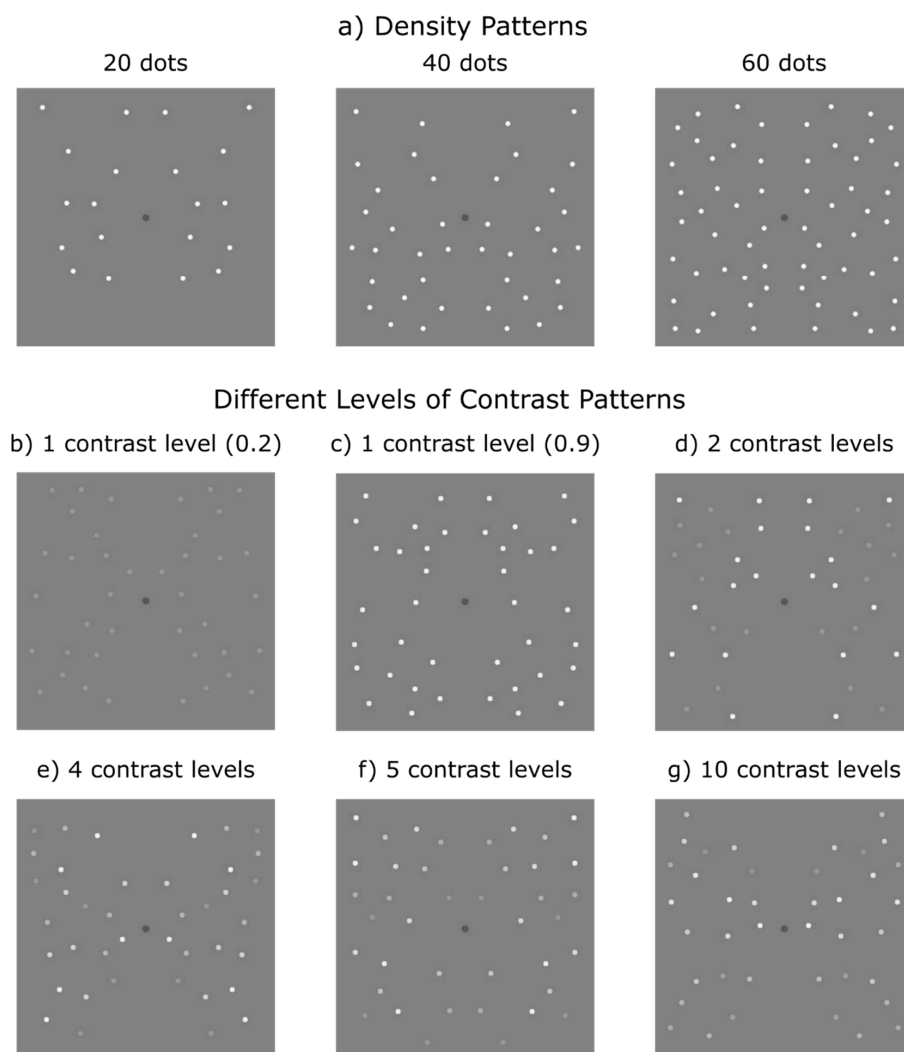 a) Density Patterns
20 dots 40 dots 60 dots
Different Levels of Contrast Patterns
b) 1 contrast level (0.2) c) 1 contrast level (0.9) d) 2 contrast levels
e) 4 contrast levels f) 5 contrast levels g) 10 contrast levels